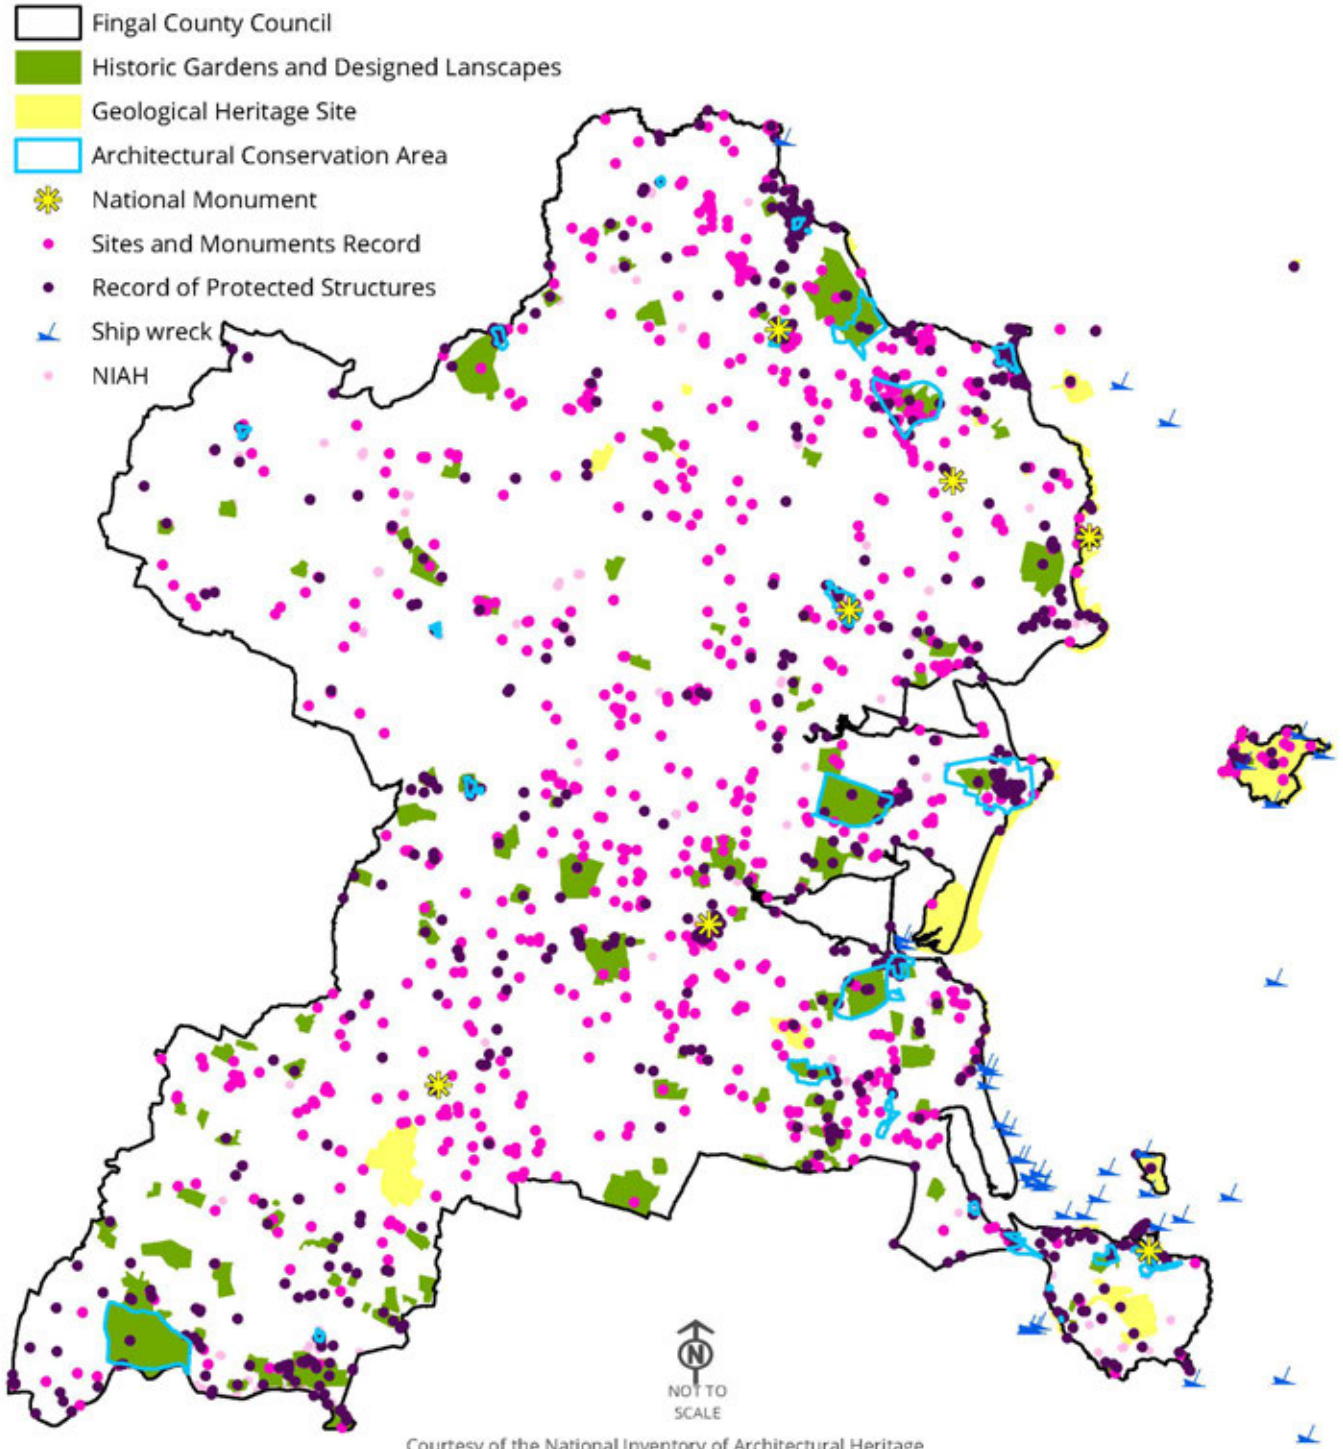 Fingal County Council
Historic Gardens and Designed Lanscapes
Geological Heritage Site
Architectural Conservation Area
National Monument
Sites and Monuments Record
Record of Protected Structures
Ship wreck
NIAH
N
NOT TO
SCALE
Courtesy of the National Inventory of Architectural Heritage